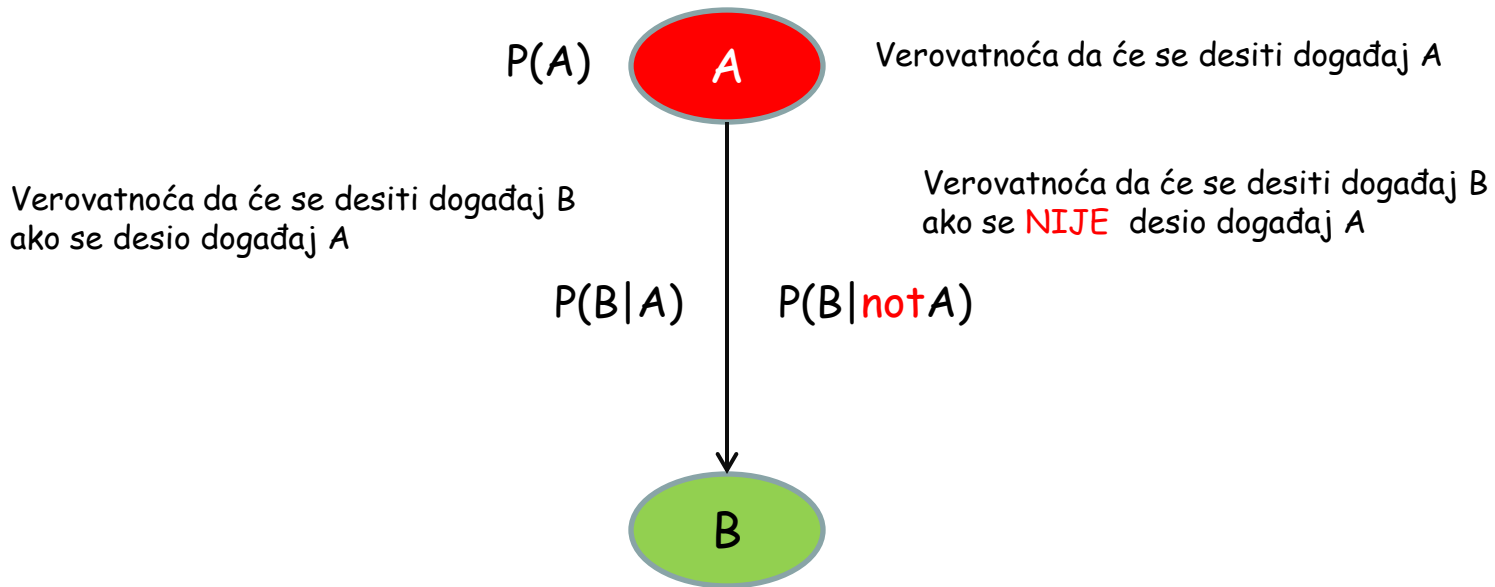 P(A)
A
Verovatnoća da će se desiti događaj A
Verovatnoća da će se desiti događaj B
ako se desio događaj A
Verovatnoća da će se desiti događaj B
ako se NIJE desio događaj A
P(B|A)
P(B|notA)
B